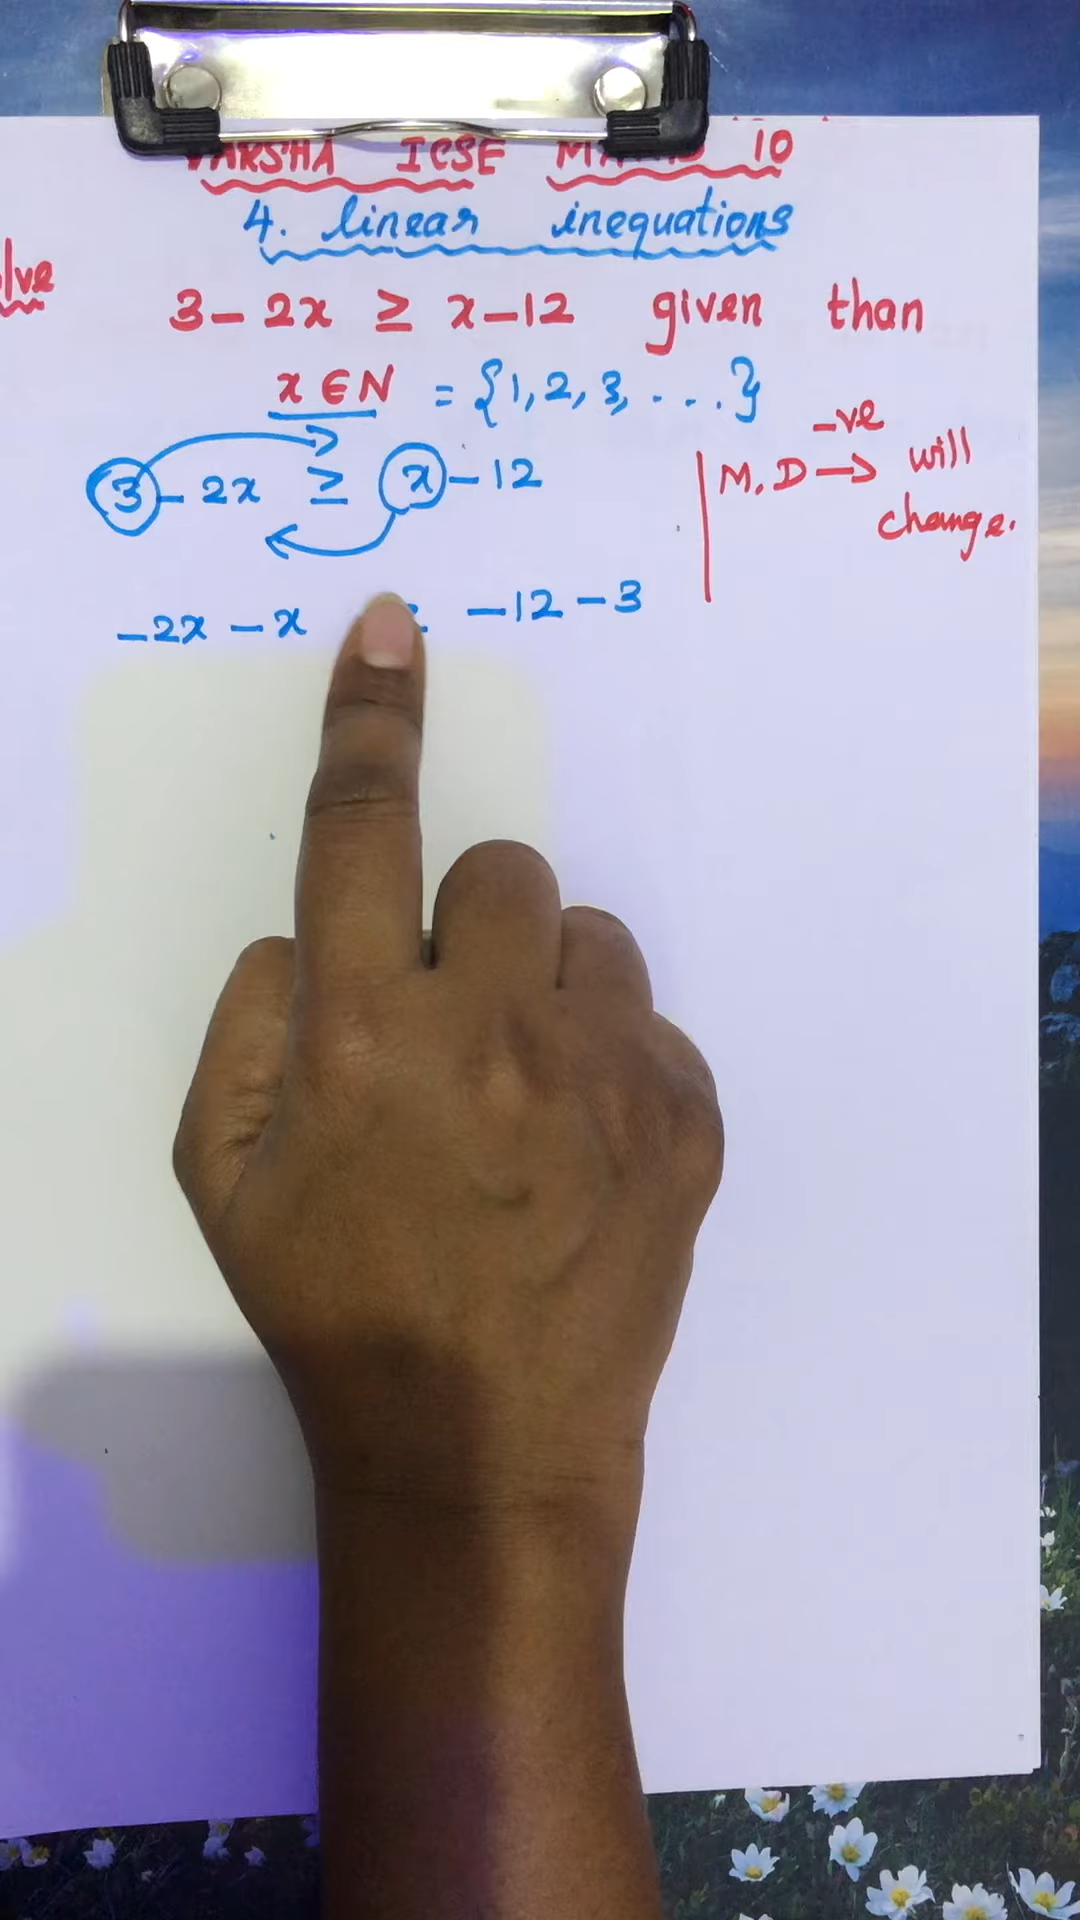 ICSE 10
4. linear inequations
3 - 2x ≥ x - 12 given than
x ∈ N = {1, 2, 3, ....}
3 - 2x ≥ x - 12
M, D → -ve will change.
-2x - x -12 - 3